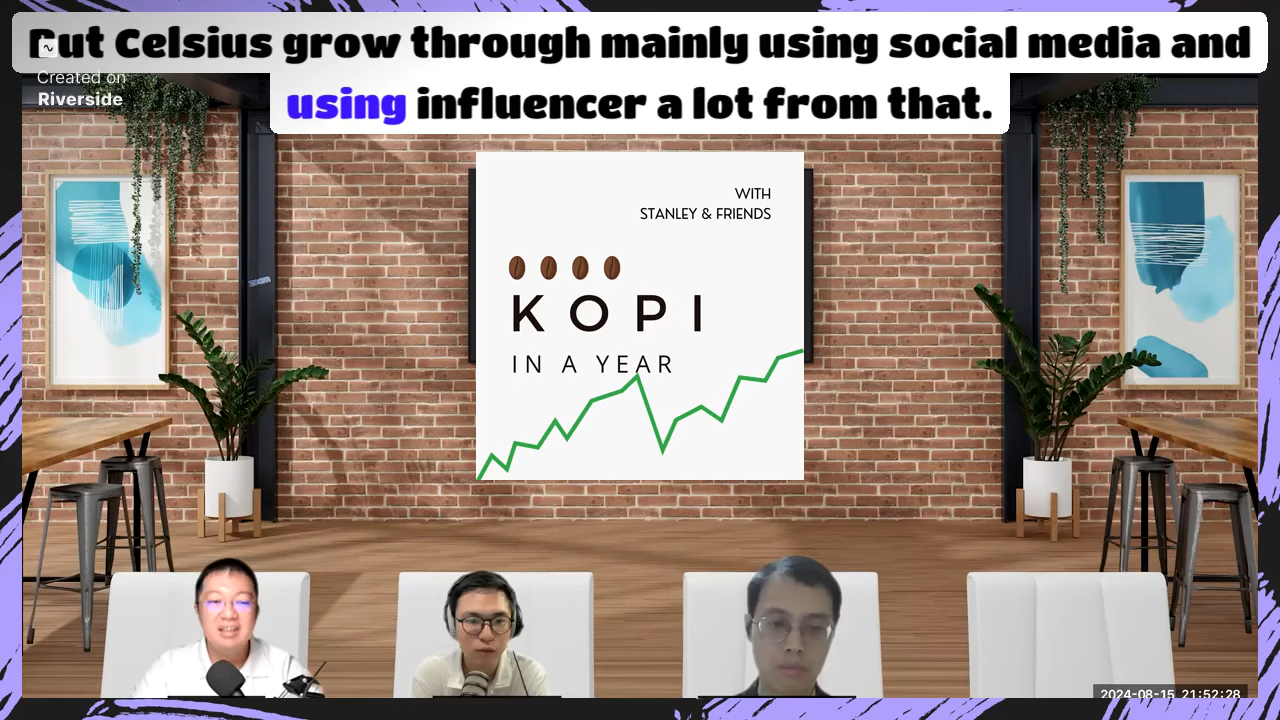 But Celsius grow through mainly using social media and
using influencer a lot from that.
Created on
Riverside
WITH
STANLEY & FRIENDS
KOPI
IN A YEAR
2024-08-15 21:52:28